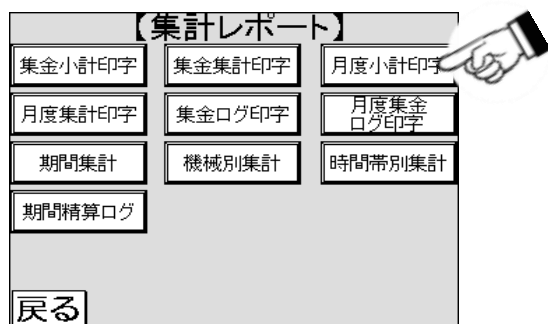 【集計レポート】
集金小計印字
集金集計印字
月度小計印字
月度集計印字
集金ログ印字
月度集金
ログ印字
期間集計
機械別集計
時間帯別集計
期間精算ログ
戻る